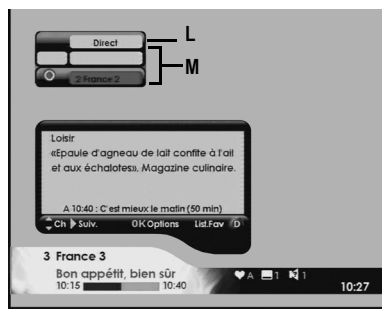 Direct
L
M
2 France 2
Loisir
«Epaule d'agneau de lait confite à l'ail
et aux échalotes». Magazine culinaire.
A 10:40 : C'est mieux le matin (50 min)
Ch Suiv. OK Options List.Fav D
3 France 3
Bon appétit, bien sûr
10:15 10:40
A 1 1
10:27